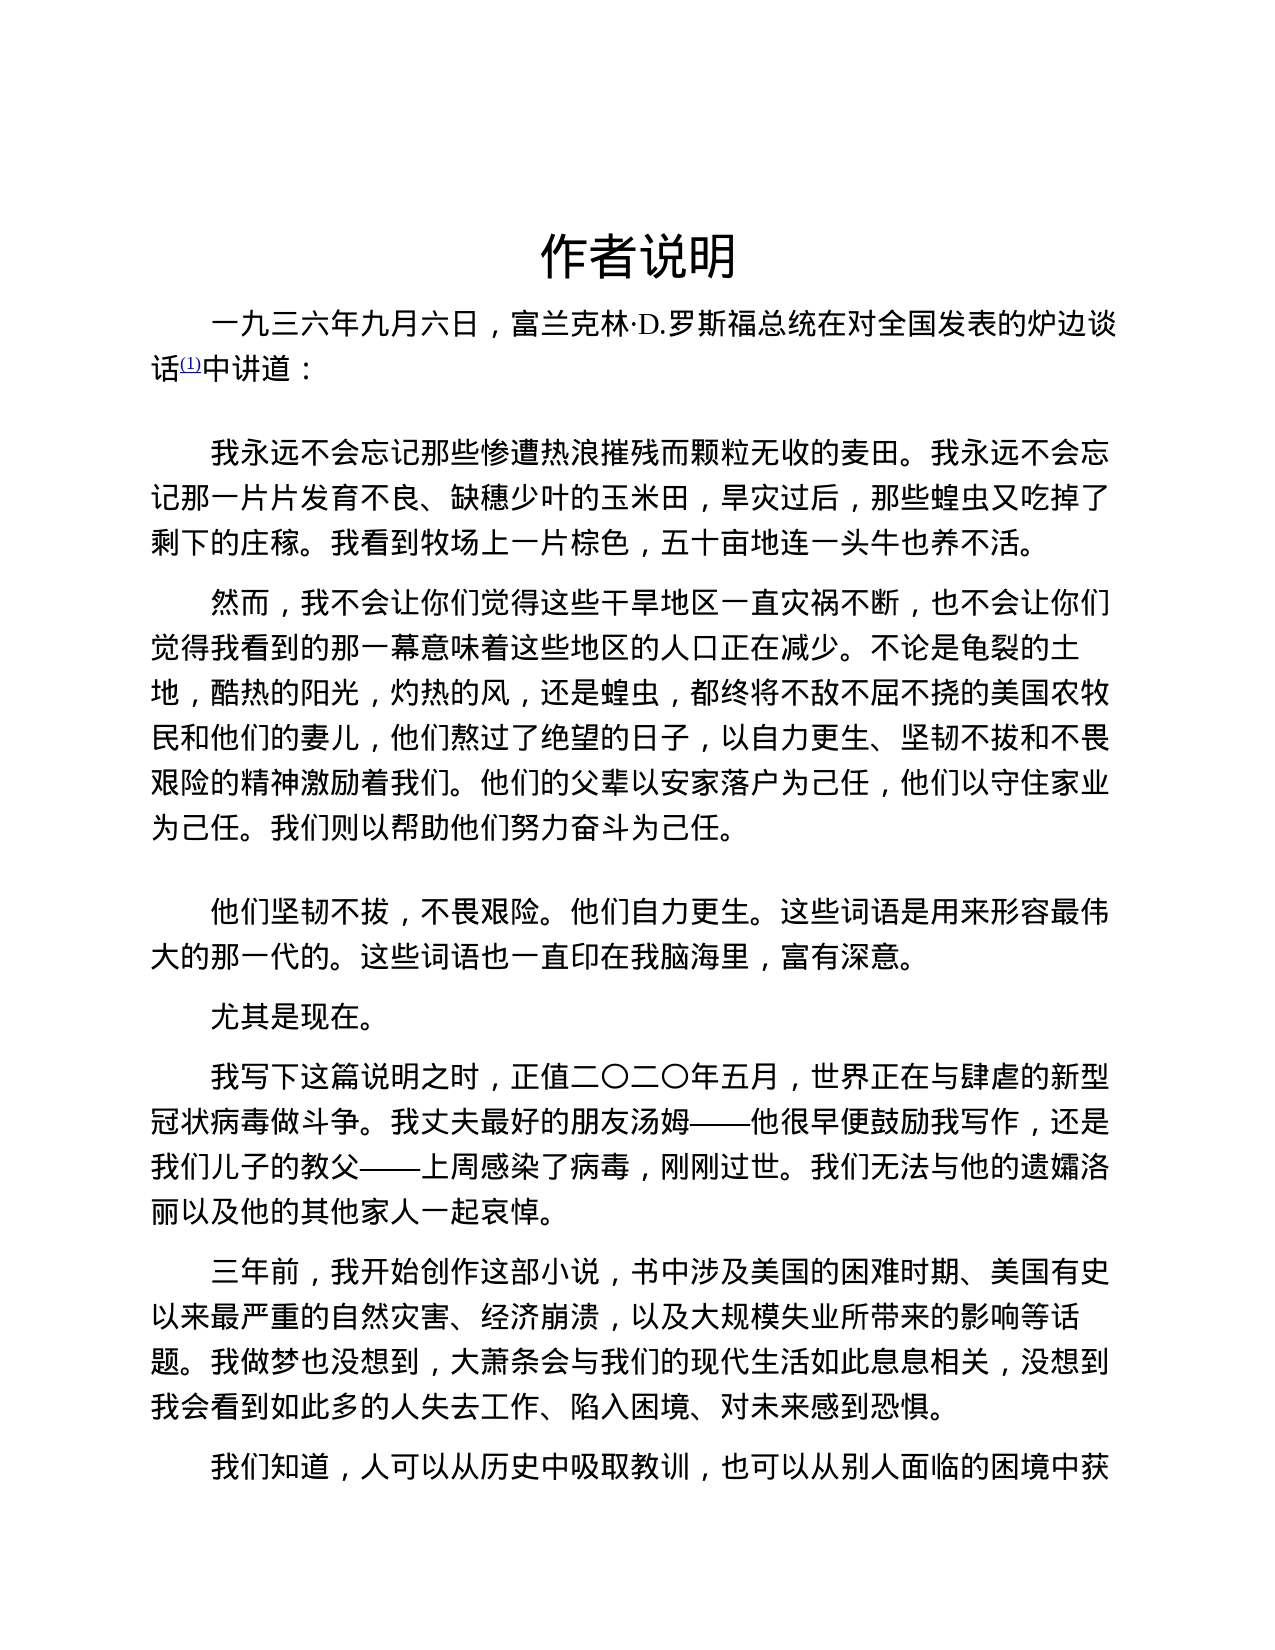 作者说明
一九三六年九月六日，富兰克林·D.罗斯福总统在对全国发表的炉边谈
话(1)中讲道：
我永远不会忘记那些惨遭热浪摧残而颗粒无收的麦田。我永远不会忘
记那一片片发育不良、缺穗少叶的玉米田，旱灾过后，那些蝗虫又吃掉了
剩下的庄稼。我看到牧场上一片棕色，五十亩地连一头牛也养不活。
然而，我不会让你们觉得这些干旱地区一直灾祸不断，也不会让你们
觉得我看到的那一幕意味着这些地区的人口正在减少。不论是龟裂的土
地，酷热的阳光，灼热的风，还是蝗虫，都终将不敌不屈不挠的美国农牧
民和他们的妻儿，他们熬过了绝望的日子，以自力更生、坚韧不拔和不畏
艰险的精神激励着我们。他们的父辈以安家落户为己任，他们以守住家业
为己任。我们则以帮助他们努力奋斗为己任。
他们坚韧不拔，不畏艰险。他们自力更生。这些词语是用来形容最伟
大的那一代的。这些词语也一直印在我脑海里，富有深意。
尤其是现在。
我写下这篇说明之时，正值二〇二〇年五月，世界正在与肆虐的新型
冠状病毒做斗争。我丈夫最好的朋友汤姆——他很早便鼓励我写作，还是
我们儿子的教父——上周感染了病毒，刚刚过世。我们无法与他的遗孀洛
丽以及他的其他家人一起哀悼。
三年前，我开始创作这部小说，书中涉及美国的困难时期、美国有史
以来最严重的自然灾害、经济崩溃，以及大规模失业所带来的影响等话
题。我做梦也没想到，大萧条会与我们的现代生活如此息息相关，没想到
我会看到如此多的人失去工作、陷入困境、对未来感到恐惧。
我们知道，人可以从历史中吸取教训，也可以从别人面临的困境中获